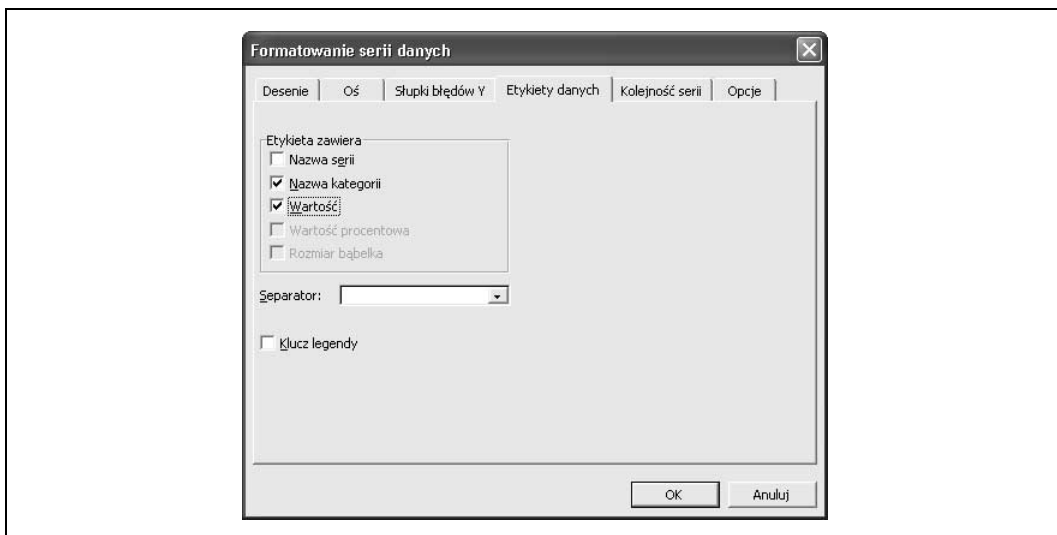 Formatowanie serii danych
Desenie Oś Słupki błędów Y Etykiety danych Kolejność serii Opcje
Etykieta zawiera
Nazwa serii
Nazwa kategorii
Wartość
Wartość procentowa
Rozmiar bąbelka
Separator:
Klucz legendy
OK Anuluj